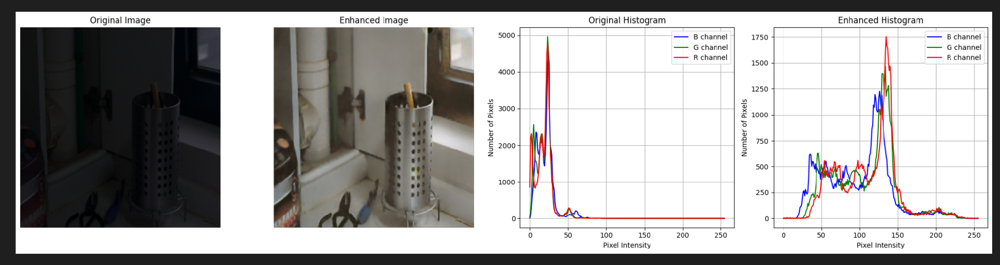 Original Image
Enhanced Image
Original Histogram
5000
4000
3000
2000
1000
0
Number of Pixels
B channel
G channel
R channel
0 50 100 150 200 250
Pixel Intensity
Enhanced Histogram
1750
1500
1250
1000
750
500
250
0
Number of Pixels
B channel
G channel
R channel
0 50 100 150 200 250
Pixel Intensity